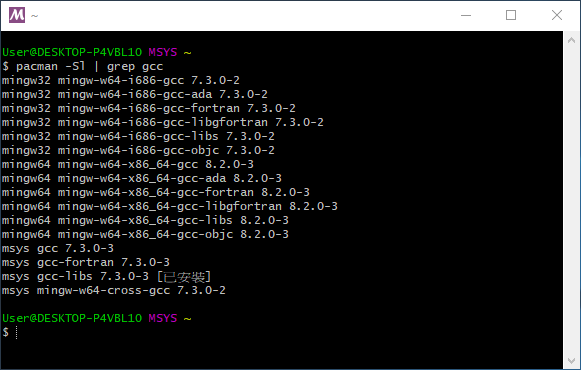 ~
User@DESKTOP-P4VBL10 MSYS ~
$ pacman -Sl | grep gcc
mingw32 mingw-w64-i686-gcc 7.3.0-2
mingw32 mingw-w64-i686-gcc-ada 7.3.0-2
mingw32 mingw-w64-i686-gcc-fortran 7.3.0-2
mingw32 mingw-w64-i686-gcc-libgfortran 7.3.0-2
mingw32 mingw-w64-i686-gcc-libs 7.3.0-2
mingw32 mingw-w64-i686-gcc-objc 7.3.0-2
mingw64 mingw-w64-x86_64-gcc 8.2.0-3
mingw64 mingw-w64-x86_64-gcc-ada 8.2.0-3
mingw64 mingw-w64-x86_64-gcc-fortran 8.2.0-3
mingw64 mingw-w64-x86_64-gcc-libgfortran 8.2.0-3
mingw64 mingw-w64-x86_64-gcc-libs 8.2.0-3
mingw64 mingw-w64-x86_64-gcc-objc 8.2.0-3
msys gcc 7.3.0-3
msys gcc-fortran 7.3.0-3
msys gcc-libs 7.3.0-3 [已安裝]
msys mingw-w64-cross-gcc 7.3.0-2
User@DESKTOP-P4VBL10 MSYS ~
$